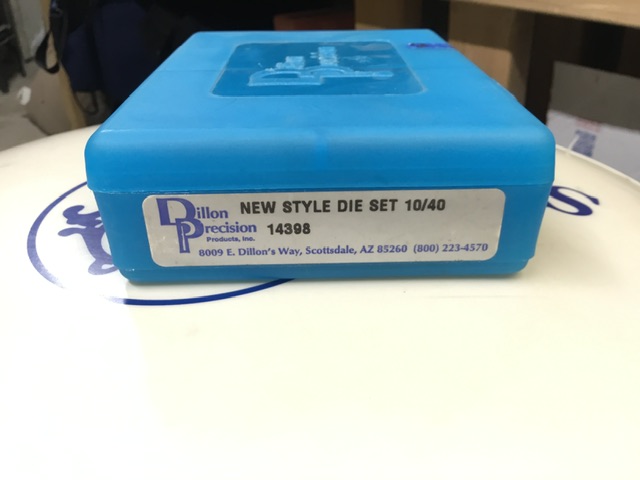 Dillon
Precision
Products, Inc.
NEW STYLE DIE SET 10/40
14398
8009 E. Dillon's Way, Scottsdale, AZ 85260 (800) 223-4570